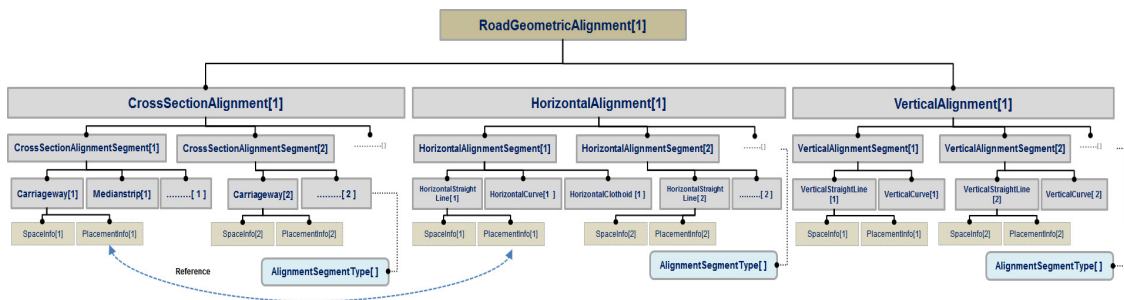 RoadGeometricAlignment[1]
CrossSectionAlignment[1]
HorizontalAlignment[1]
VerticalAlignment[1]
CrossSectionAlignmentSegment[1]
CrossSectionAlignmentSegment[2]
...........[ ]
HorizontalAlignmentSegment[1]
HorizontalAlignmentSegment[2]
......[ ]
VerticalAlignmentSegment[1]
VerticalAlignmentSegment[2]
......[ ]
Carriageway[1]
Medianstrip[1]
......[ 1 ]
Carriageway[2]
.........[ 2 ]
HorizontalStraight
Line[1]
HorizontalCurve[1 ]
HorizontalClothoid [1]
HorizontalStraight
Line[2]
......[ 2 ]
VerticalStraightLine
[1]
VerticalCurve[1]
VerticalStraightLine
[2]
VerticalCurve[ 2]
SpaceInfo[1]
PlacementInfo[1]
SpaceInfo[2]
PlacementInfo[2]
SpaceInfo[1]
PlacementInfo[1]
SpaceInfo[2]
PlacementInfo[2]
SpaceInfo[1]
PlacementInfo[1]
SpaceInfo[2]
PlacementInfo[2]
Reference
AlignmentSegmentType[ ]
AlignmentSegmentType[ ]
AlignmentSegmentType[ ]